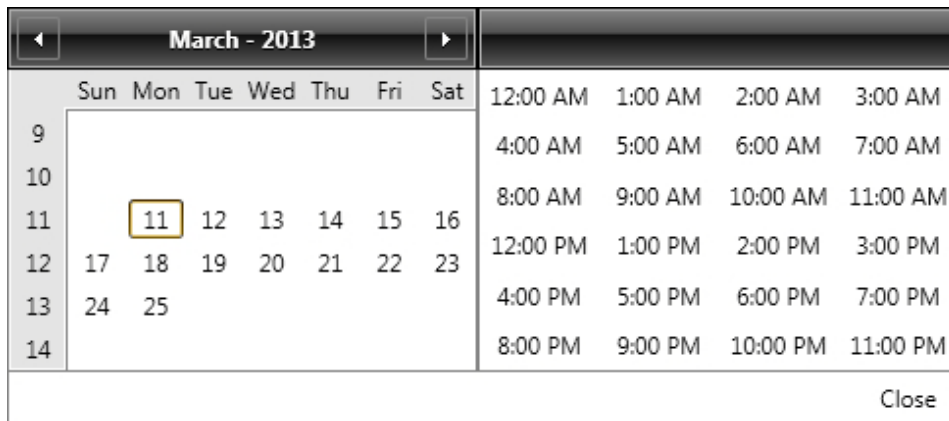 March - 2013
Sun Mon Tue Wed Thu Fri Sat
9
10
11 11 12 13 14 15 16
12 17 18 19 20 21 22 23
13 24 25
14
12:00 AM 1:00 AM 2:00 AM 3:00 AM
4:00 AM 5:00 AM 6:00 AM 7:00 AM
8:00 AM 9:00 AM 10:00 AM 11:00 AM
12:00 PM 1:00 PM 2:00 PM 3:00 PM
4:00 PM 5:00 PM 6:00 PM 7:00 PM
8:00 PM 9:00 PM 10:00 PM 11:00 PM
Close